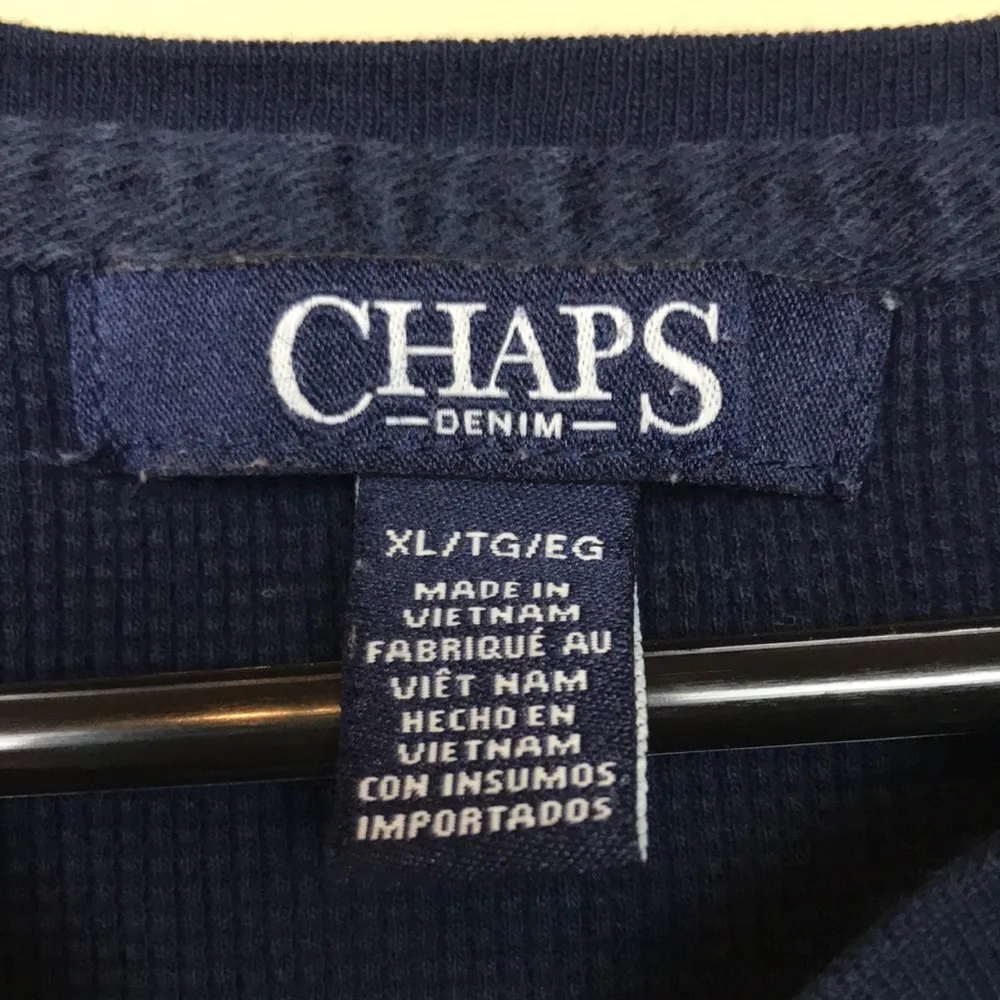 CHAPS
DENIM
XL/TG/EG
MADE IN
VIETNAM
FABRIQUÉ AU
VIÊT NAM
HECHO EN
VIETNAM
CON INSUMOS
IMPORTADOS